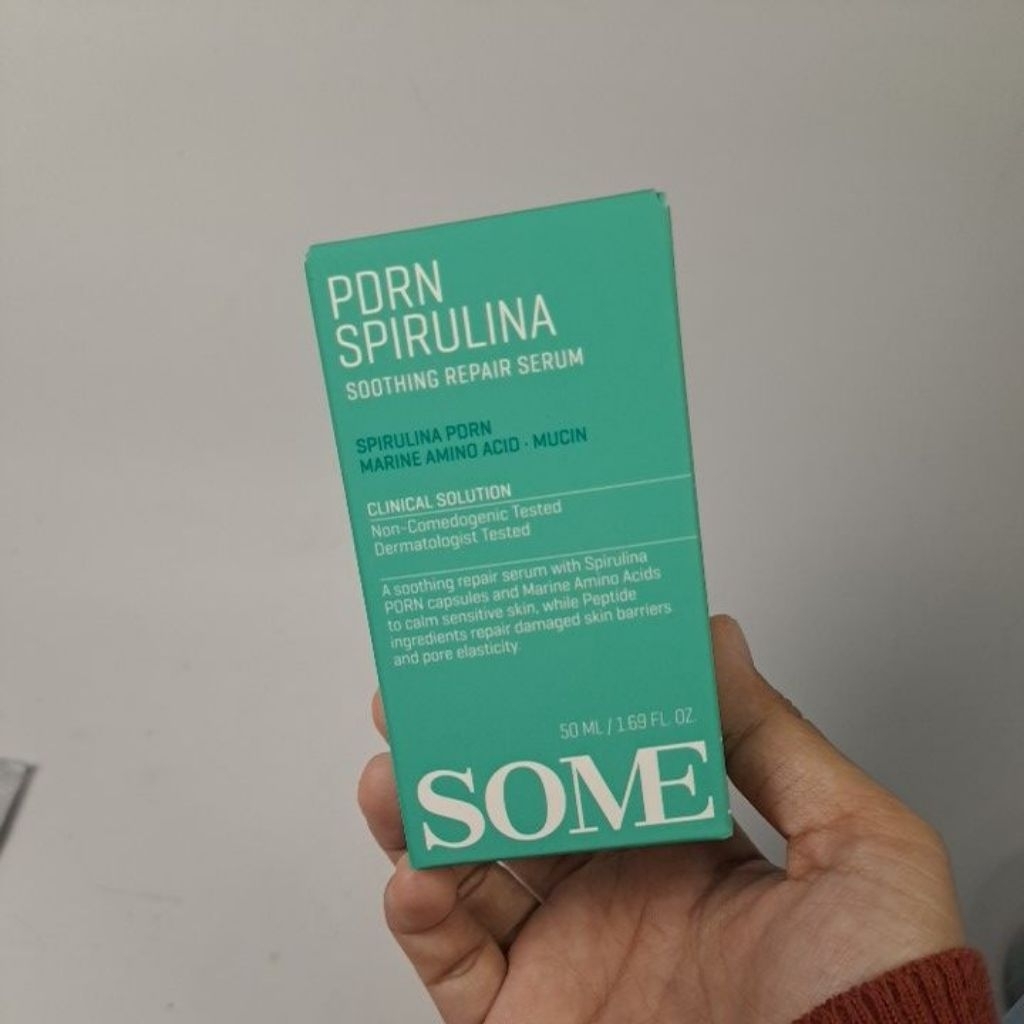 PDRN
SPIRULINA
SOOTHING REPAIR SERUM
SPIRULINA PDRN
MARINE AMINO ACID · MUCIN
CLINICAL SOLUTION
Non-Comedogenic Tested
Dermatologist Tested
A soothing repair serum with Spirulina
PDRN capsules and Marine Amino Acids
to calm sensitive skin, while Peptide
ingredients repair damaged skin barriers
and pore elasticity.
50 ML / 1.69 FL. OZ.
SOME